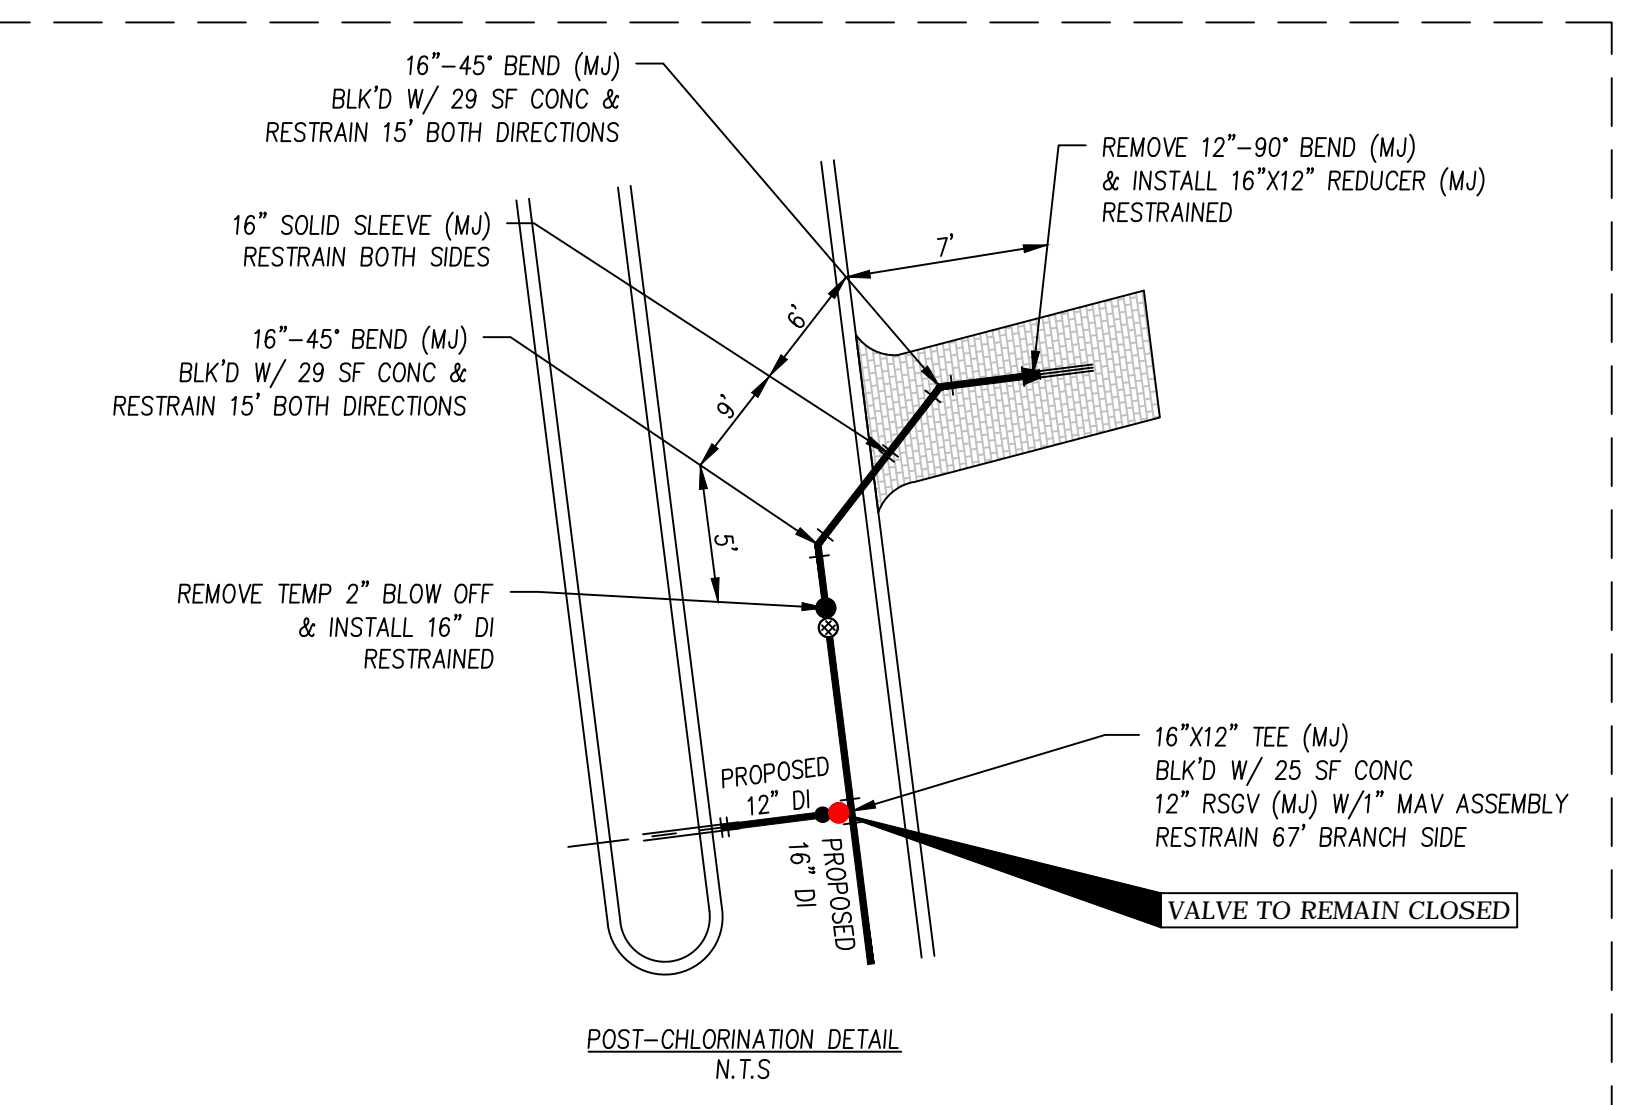 16"-45° BEND (MJ)
BLK'D W/ 29 SF CONC &
RESTRAIN 15' BOTH DIRECTIONS
REMOVE 12"-90° BEND (MJ)
& INSTALL 16"X12" REDUCER (MJ)
RESTRAINED
16" SOLID SLEEVE (MJ)
RESTRAIN BOTH SIDES
7'
6'
16"-45° BEND (MJ)
BLK'D W/ 29 SF CONC &
RESTRAIN 15' BOTH DIRECTIONS
9'
5'
REMOVE TEMP 2" BLOW OFF
& INSTALL 16" DI
RESTRAINED
16"X12" TEE (MJ)
BLK'D W/ 25 SF CONC
12" RSGV (MJ) W/1" MAV ASSEMBLY
RESTRAIN 67' BRANCH SIDE
PROPOSED
12" DI
PROPOSED
16" DI
VALVE TO REMAIN CLOSED
POST-CHLORINATION DETAIL
N.T.S